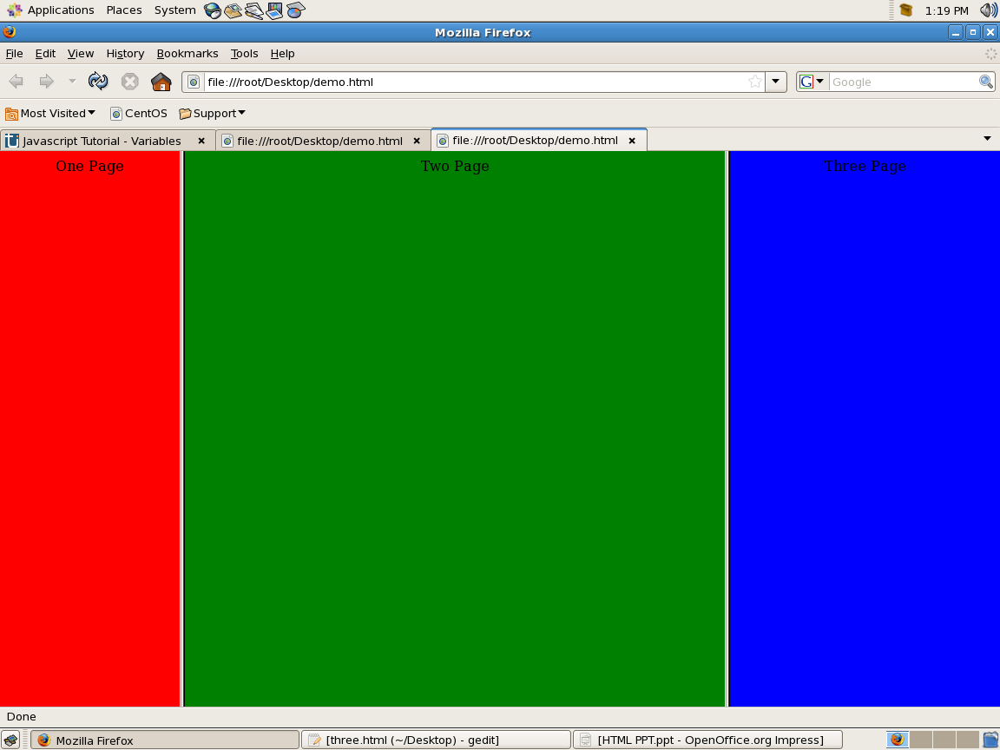 Applications Places System 1:19 PM
Mozilla Firefox
File Edit View History Bookmarks Tools Help
file:///root/Desktop/demo.html G Google
Most Visited CentOS Support
Javascript Tutorial - Variables file:///root/Desktop/demo.html file:///root/Desktop/demo.html
One Page Two Page Three Page
Done
Mozilla Firefox [three.html (~/Desktop) - gedit] [HTML PPT.ppt - OpenOffice.org Impress]